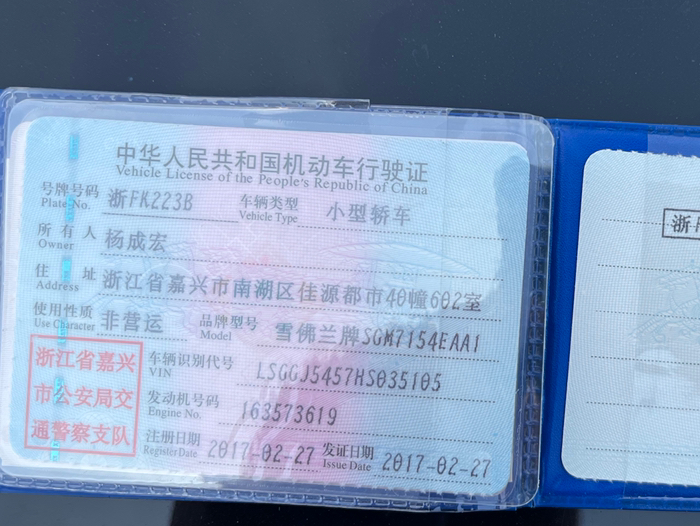 中华人民共和国机动车行驶证
Vehicle License of the People's Republic of China
号牌号码 浙FK223B 车辆类型 小型轿车
Plate No. Vehicle Type
所有人 杨成宏
Owner
住址 浙江省嘉兴市南湖区佳源都市40幢602室
Address
使用性质 非营运 品牌型号 雪佛兰牌SGM7154EAA1
Use Character Model
浙江省嘉兴
市公安局交
通警察支队
车辆识别代号 LSGGJ5457HS035105
VIN
发动机号码 163573619
Engine No.
注册日期 2017-02-27 发证日期 2017-02-27
Register Date Issue Date
浙